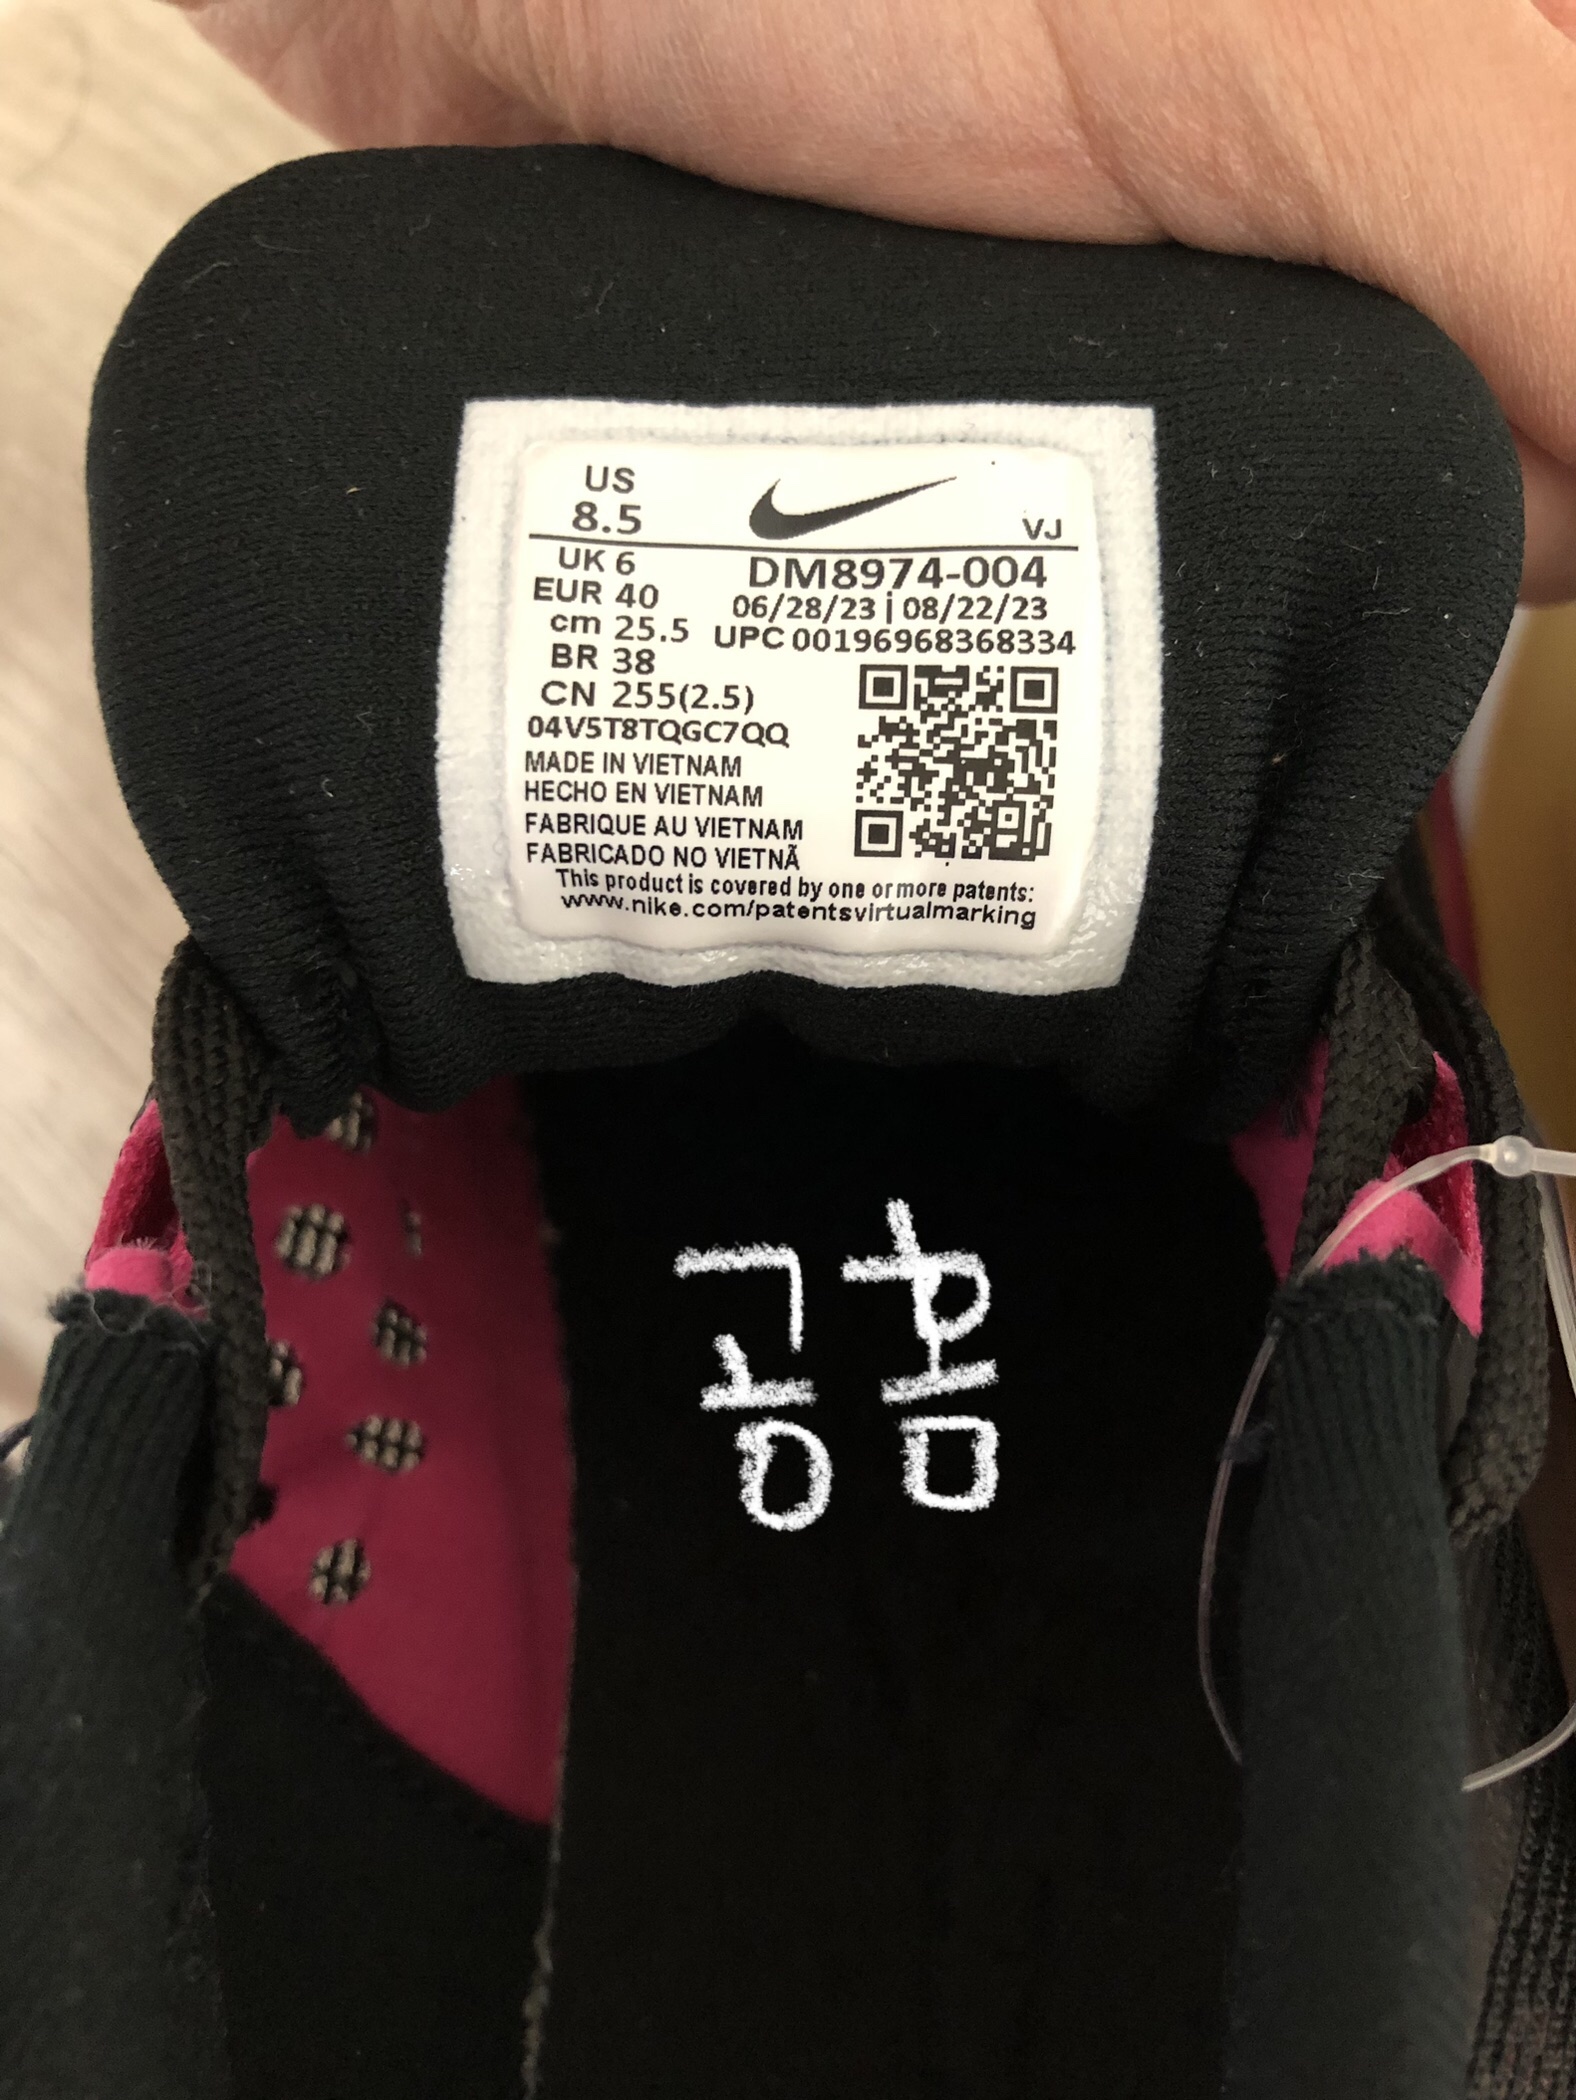 US
8.5
VJ
UK 6
EUR 40
cm 25.5
BR 38
CN 255(2.5)
04V5T8TQGC7QQ
DM8974-004
06/28/23 | 08/22/23
UPC 00196968368334
MADE IN VIETNAM
HECHO EN VIETNAM
FABRIQUE AU VIETNAM
FABRICADO NO VIETNÃ
This product is covered by one or more patents:
www.nike.com/patentsvirtualmarking
공홈